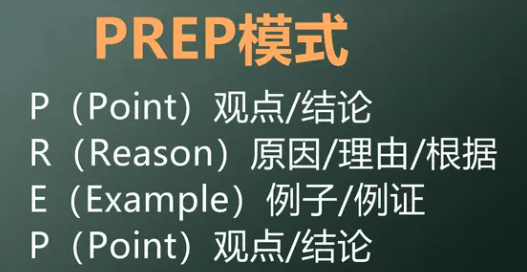 PREP模式
P（Point）观点/结论
R（Reason）原因/理由/根据
E（Example）例子/例证
P（Point）观点/结论